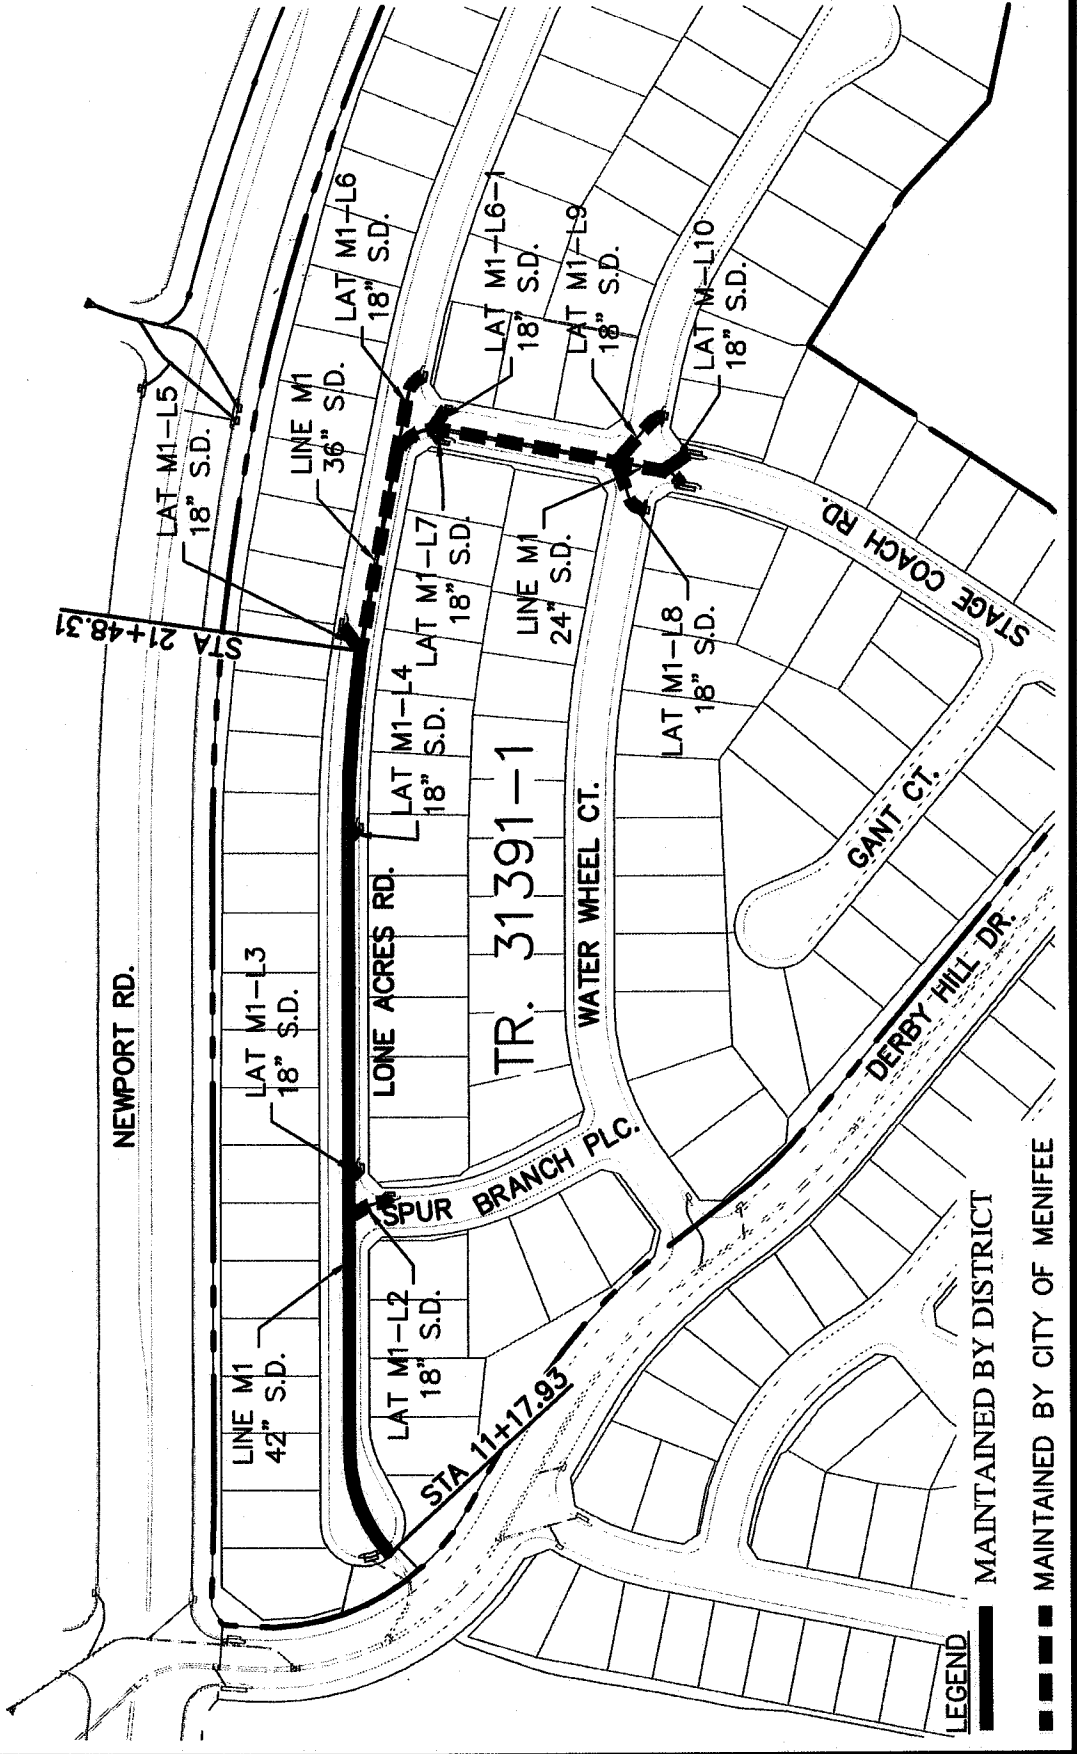 NEWPORT RD.
STA 21+48.31
LAT M1-L5
18" S.D.
LINE M1
36" S.D.
LAT M1-L6
18" S.D.
LAT M1-L6-1
18" S.D.
LAT M1-L9
18" S.D.
LAT M-L10
18" S.D.
LAT M1-L3
18" S.D.
LAT M1-L4
18" S.D.
LAT M1-L7
18" S.D.
LINE M1
24" S.D.
LAT M1-L8
18" S.D.
LONE ACRES RD.
TR. 31391-1
WATER WHEEL CT.
STAGE COACH RD.
GANT CT.
DERBY HILL DR.
SPUR BRANCH PLC.
LINE M1
42" S.D.
LAT M1-L2
18" S.D.
STA 11+17.93
LEGEND
MAINTAINED BY DISTRICT
MAINTAINED BY CITY OF MENIFEE